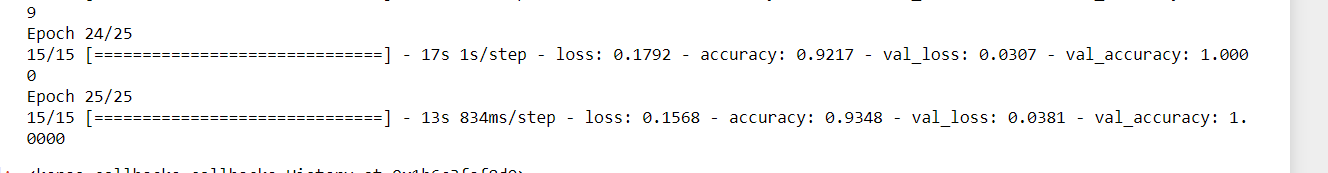 9
Epoch 24/25
15/15 [==============================] - 17s 1s/step - loss: 0.1792 - accuracy: 0.9217 - val_loss: 0.0307 - val_accuracy: 1.000
0
Epoch 25/25
15/15 [==============================] - 13s 834ms/step - loss: 0.1568 - accuracy: 0.9348 - val_loss: 0.0381 - val_accuracy: 1.
0000